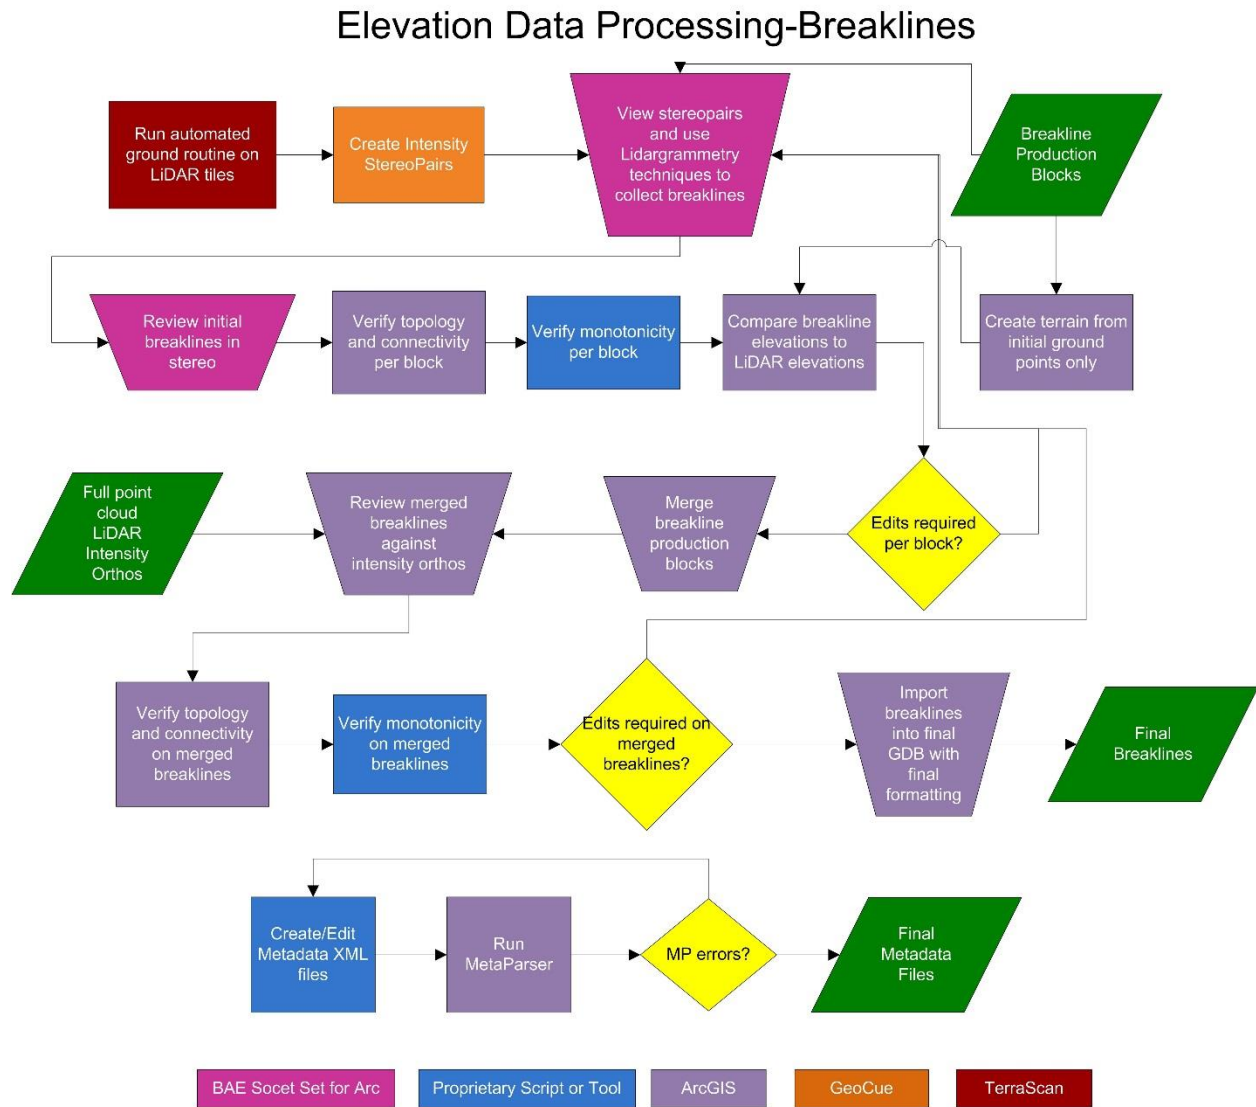 Elevation Data Processing-Breaklines
Run automated
ground routine on
LiDAR tiles
Create Intensity
StereoPairs
View stereopairs
and use
Lidargrammetry
techniques to
collect breaklines
Breakline
Production
Blocks
Review initial
breaklines in
stereo
Verify topology
and connectivity
per block
Verify monotonicity
per block
Compare breakline
elevations to
LiDAR elevations
Create terrain from
initial ground
points only
Full point
cloud
LiDAR
Intensity
Orthos
Review merged
breaklines
against
intensity orthos
Merge
breakline
production
blocks
Edits required
per block?
Verify topology
and connectivity
on merged
breaklines
Verify monotonicity
on merged
breaklines
Edits required on
merged
breaklines?
Import
breaklines
into final
GDB with
final
formatting
Final
Breaklines
Create/Edit
Metadata XML
files
Run
MetaParser
MP errors?
Final
Metadata
Files
BAE Socet Set for Arc
Proprietary Script or Tool
ArcGIS
GeoCue
TerraScan